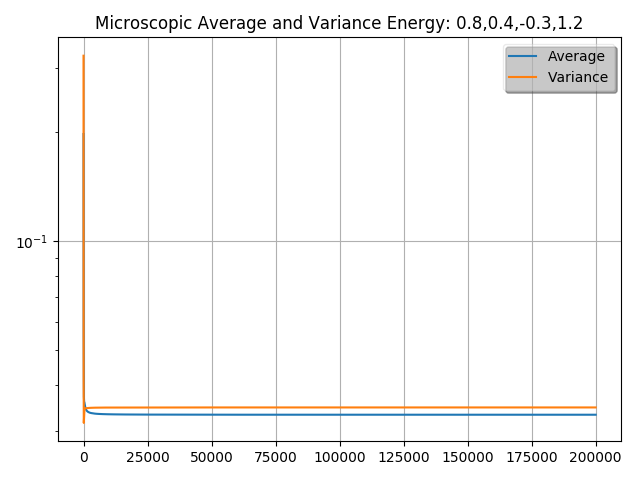 Microscopic Average and Variance Energy: 0.8,0.4,-0.3,1.2
Average
Variance
10⁻¹
0 25000 50000 75000 100000 125000 150000 175000 200000